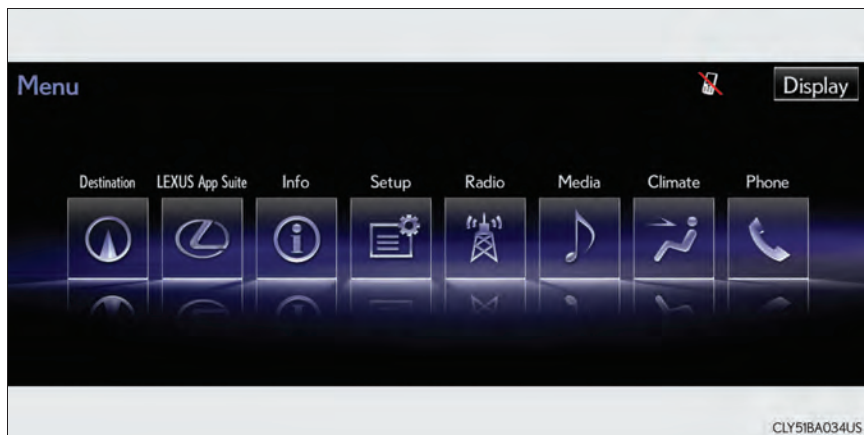 Menu
Display
Destination
LEXUS App Suite
Info
Setup
Radio
Media
Climate
Phone
CLY51BA034US